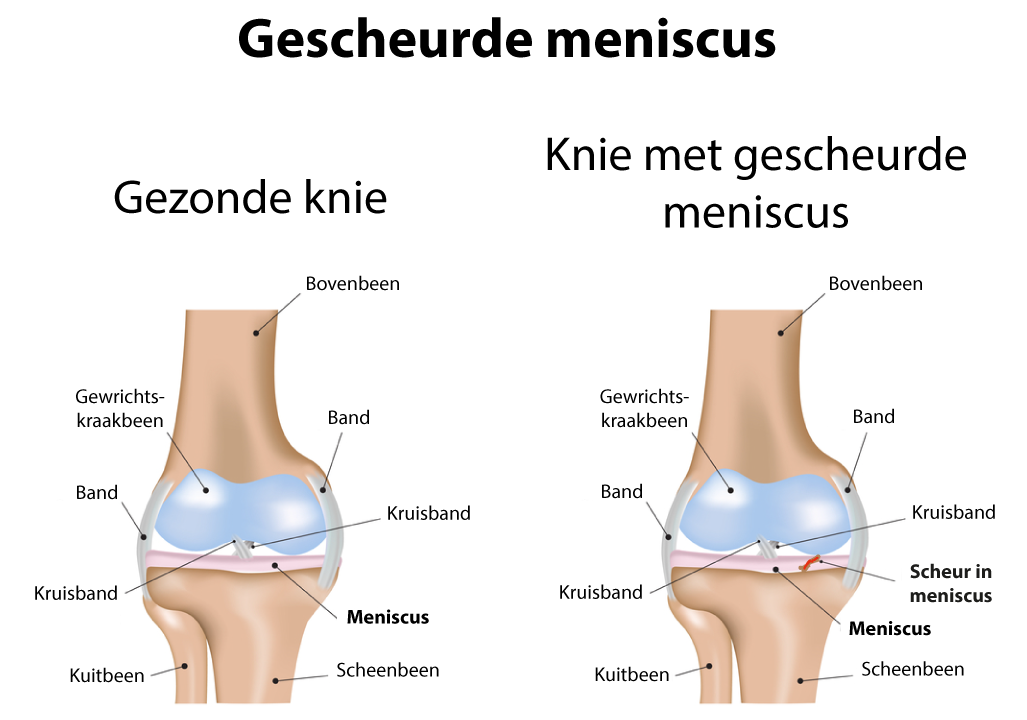 Gescheurde meniscus
Gezonde knie
Bovenbeen
Gewrichts-
kraakbeen
Band
Band
Kruisband
Kruisband
Meniscus
Kuitbeen
Scheenbeen
Knie met gescheurde
meniscus
Bovenbeen
Gewrichts-
kraakbeen
Band
Band
Kruisband
Scheur in
meniscus
Kruisband
Meniscus
Kuitbeen
Scheenbeen